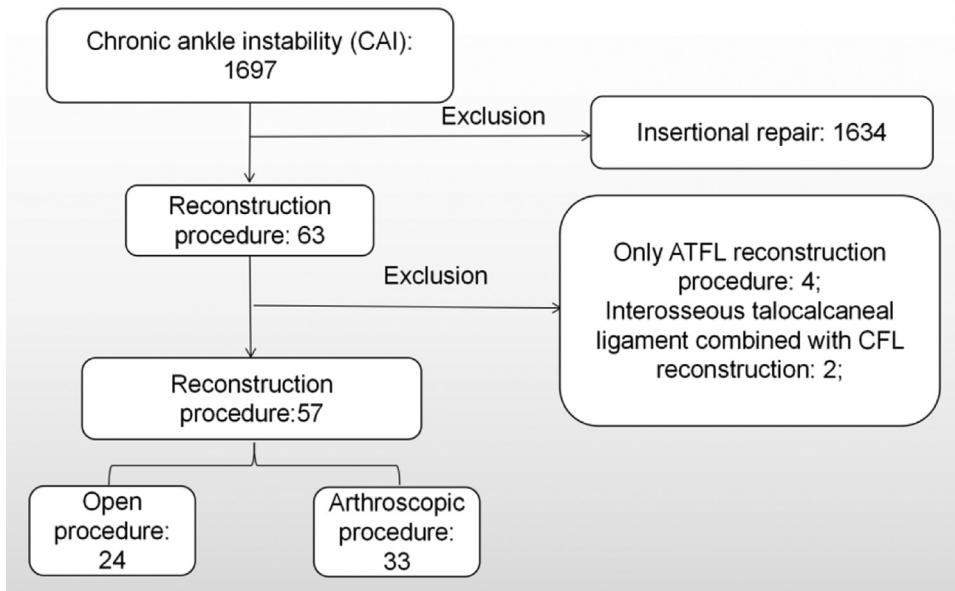 Chronic ankle instability (CAI):
1697
Exclusion
Insertional repair: 1634
Reconstruction
procedure: 63
Exclusion
Only ATFL reconstruction
procedure: 4;
Interosseous talocalcaneal
ligament combined with CFL
reconstruction: 2;
Reconstruction
procedure:57
Open
procedure:
24
Arthroscopic
procedure:
33